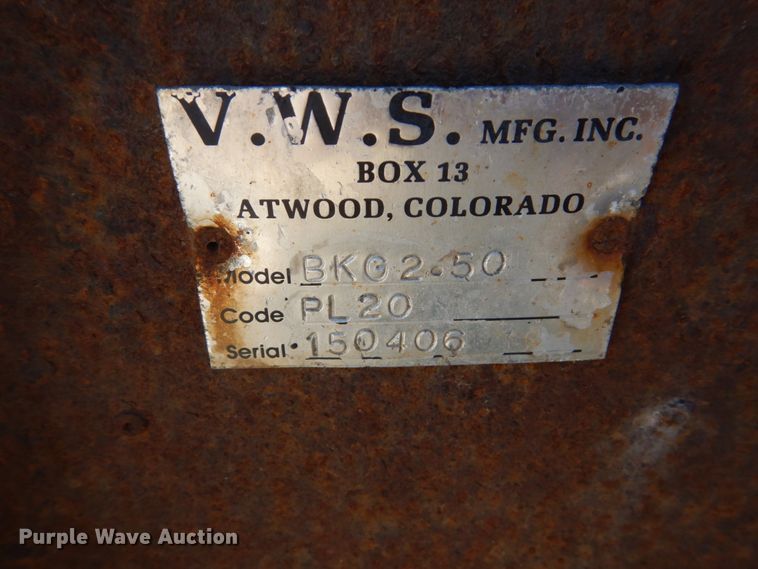 V.W.S. MFG. INC.
BOX 13
ATWOOD, COLORADO
Model BKG2.50
Code PL20
Serial 150406
Purple Wave Auction